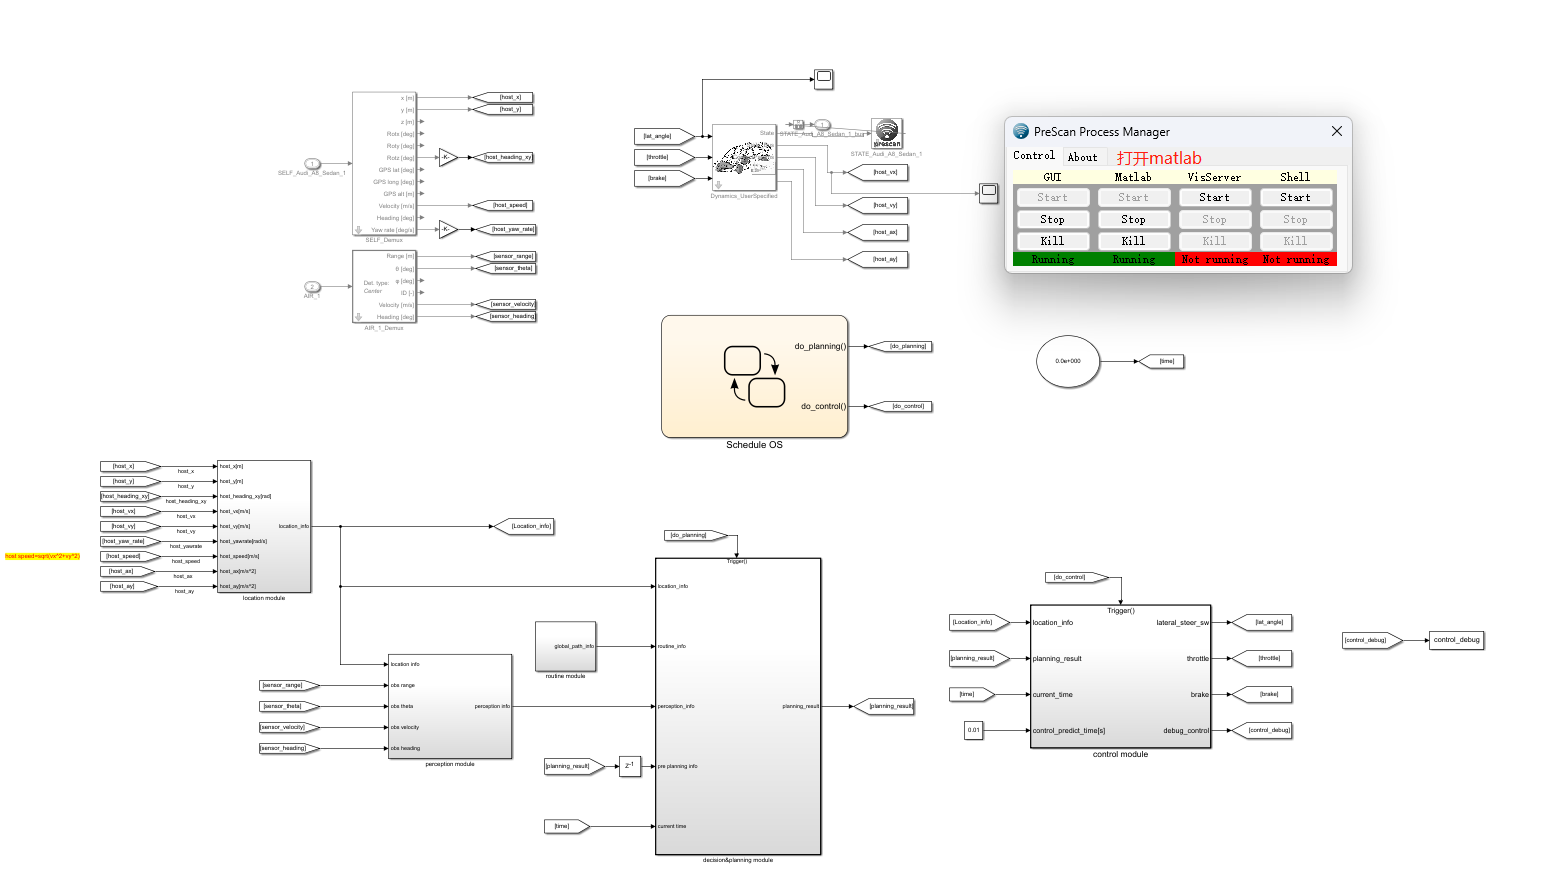 x [m]
y [m]
z [m]
Rotx [deg]
Roty [deg]
Rotz [deg]
GPS lat [deg]
GPS long [deg]
GPS alt [m]
Velocity [m/s]
Heading [deg]
Yaw rate [deg/s]
1
SELF_Audi_A8_Sedan_1
SELF_Demux
-K-
-K-
[host_x]
[host_y]
[host_heading_xy]
[host_speed]
[host_yaw_rate]
Range [m]
θ [deg]
φ [deg]
ID [-]
Velocity [m/s]
Heading [deg]
Det. type:
Center
2
AIR_1
AIR_1_Demux
[sensor_range]
[sensor_theta]
[sensor_velocity]
[sensor_heading]
[lat_angle]
[throttle]
[brake]
State
Dynamics_UserSpecified
1
STATE_Audi_A8_Sedan_1_bus
prescan
STATE_Audi_A8_Sedan_1
[host_vx]
[host_vy]
[host_ax]
[host_ay]
PreScan Process Manager
Control
About
打开matlab
GUI Matlab VisServer Shell
Start Start Start Start
Stop Stop Stop Stop
Kill Kill Kill Kill
Running Running Not running Not running
do_planning()
do_control()
Schedule OS
[do_planning]
[do_control]
0.0e+000
[time]
host speed=sqrt(vx^2+vy^2)
[host_x]
[host_y]
[host_heading_xy]
[host_vx]
[host_vy]
[host_yaw_rate]
[host_speed]
[host_ax]
[host_ay]
host_x
host_y
host_heading_xy
host_vx
host_vy
host_yawrate
host_speed
host_ax
host_ay
host_x[m]
host_y[m]
host_heading_xy[rad]
host_vx[m/s]
host_vy[m/s]
host_yawrate[rad/s]
host_speed[m/s]
host_ax[m/s^2]
host_ay[m/s^2]
location_info
location module
[Location_info]
[sensor_range]
[sensor_theta]
[sensor_velocity]
[sensor_heading]
location info
obs range
obs theta
obs velocity
obs heading
perception info
perception module
global_path_info
routine module
[planning_result]
z-1
[time]
[do_planning]
Trigger()
location_info
routine_info
perception_info
pre planning info
current time
planning_result
decision&planning module
[planning_result]
[do_control]
[Location_info]
[planning_result]
[time]
0.01
Trigger()
location_info
planning_result
current_time
control_predict_time[s]
lateral_steer_sw
throttle
brake
debug_control
control module
[lat_angle]
[throttle]
[brake]
[control_debug]
[control_debug]
control_debug